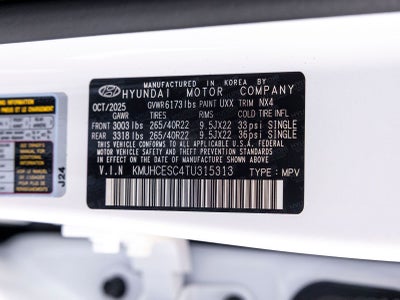 MANUFACTURED IN KOREA BY
HYUNDAI MOTOR COMPANY
OCT/2025 GVWR 6173lbs PAINT UXX TRIM NX4
GAWR TIRES RIMS COLD TIRE INFL
FRONT 3003lbs 265/40R22 9.5JX22 33psi SINGLE
REAR 3318lbs 265/40R22 9.5JX22 36psi SINGLE
THIS VEHICLE CONFORMS TO ALL APPLICABLE U.S.A. FEDERAL
MOTOR VEHICLE SAFETY AND THEFT PREVENTION STANDARDS
IN EFFECT ON THE DATE OF MANUFACTURE SHOWN ABOVE.
V.I.N KMUHCESC4TU315313 TYPE : MPV
J24